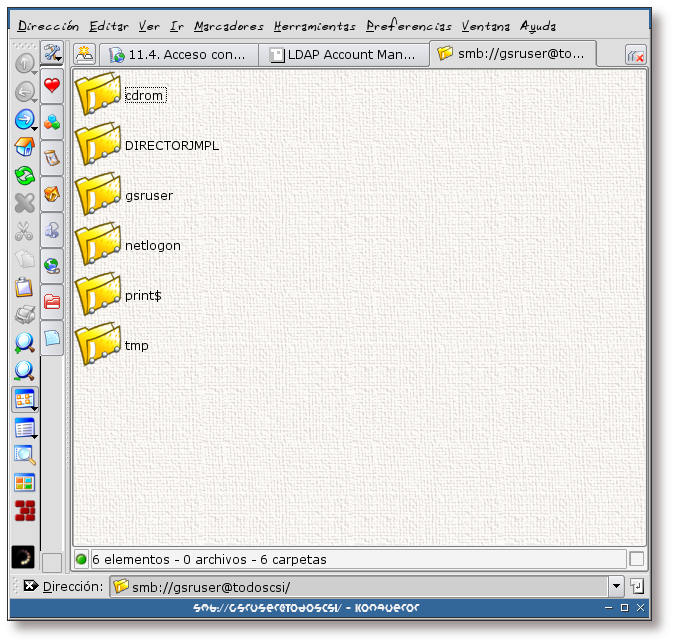 Dirección Editar Ver Ir Marcadores Herramientas Preferencias Ventana Ayuda
11.4. Acceso con... LDAP Account Man... smb://gsruser@to...
cdrom
DIRECTORJMPL
gsruser
netlogon
print$
tmp
6 elementos - 0 archivos - 6 carpetas
Dirección: smb://gsruser@todoscsi/
smb://gsruser@todoscsi/ - Konqueror